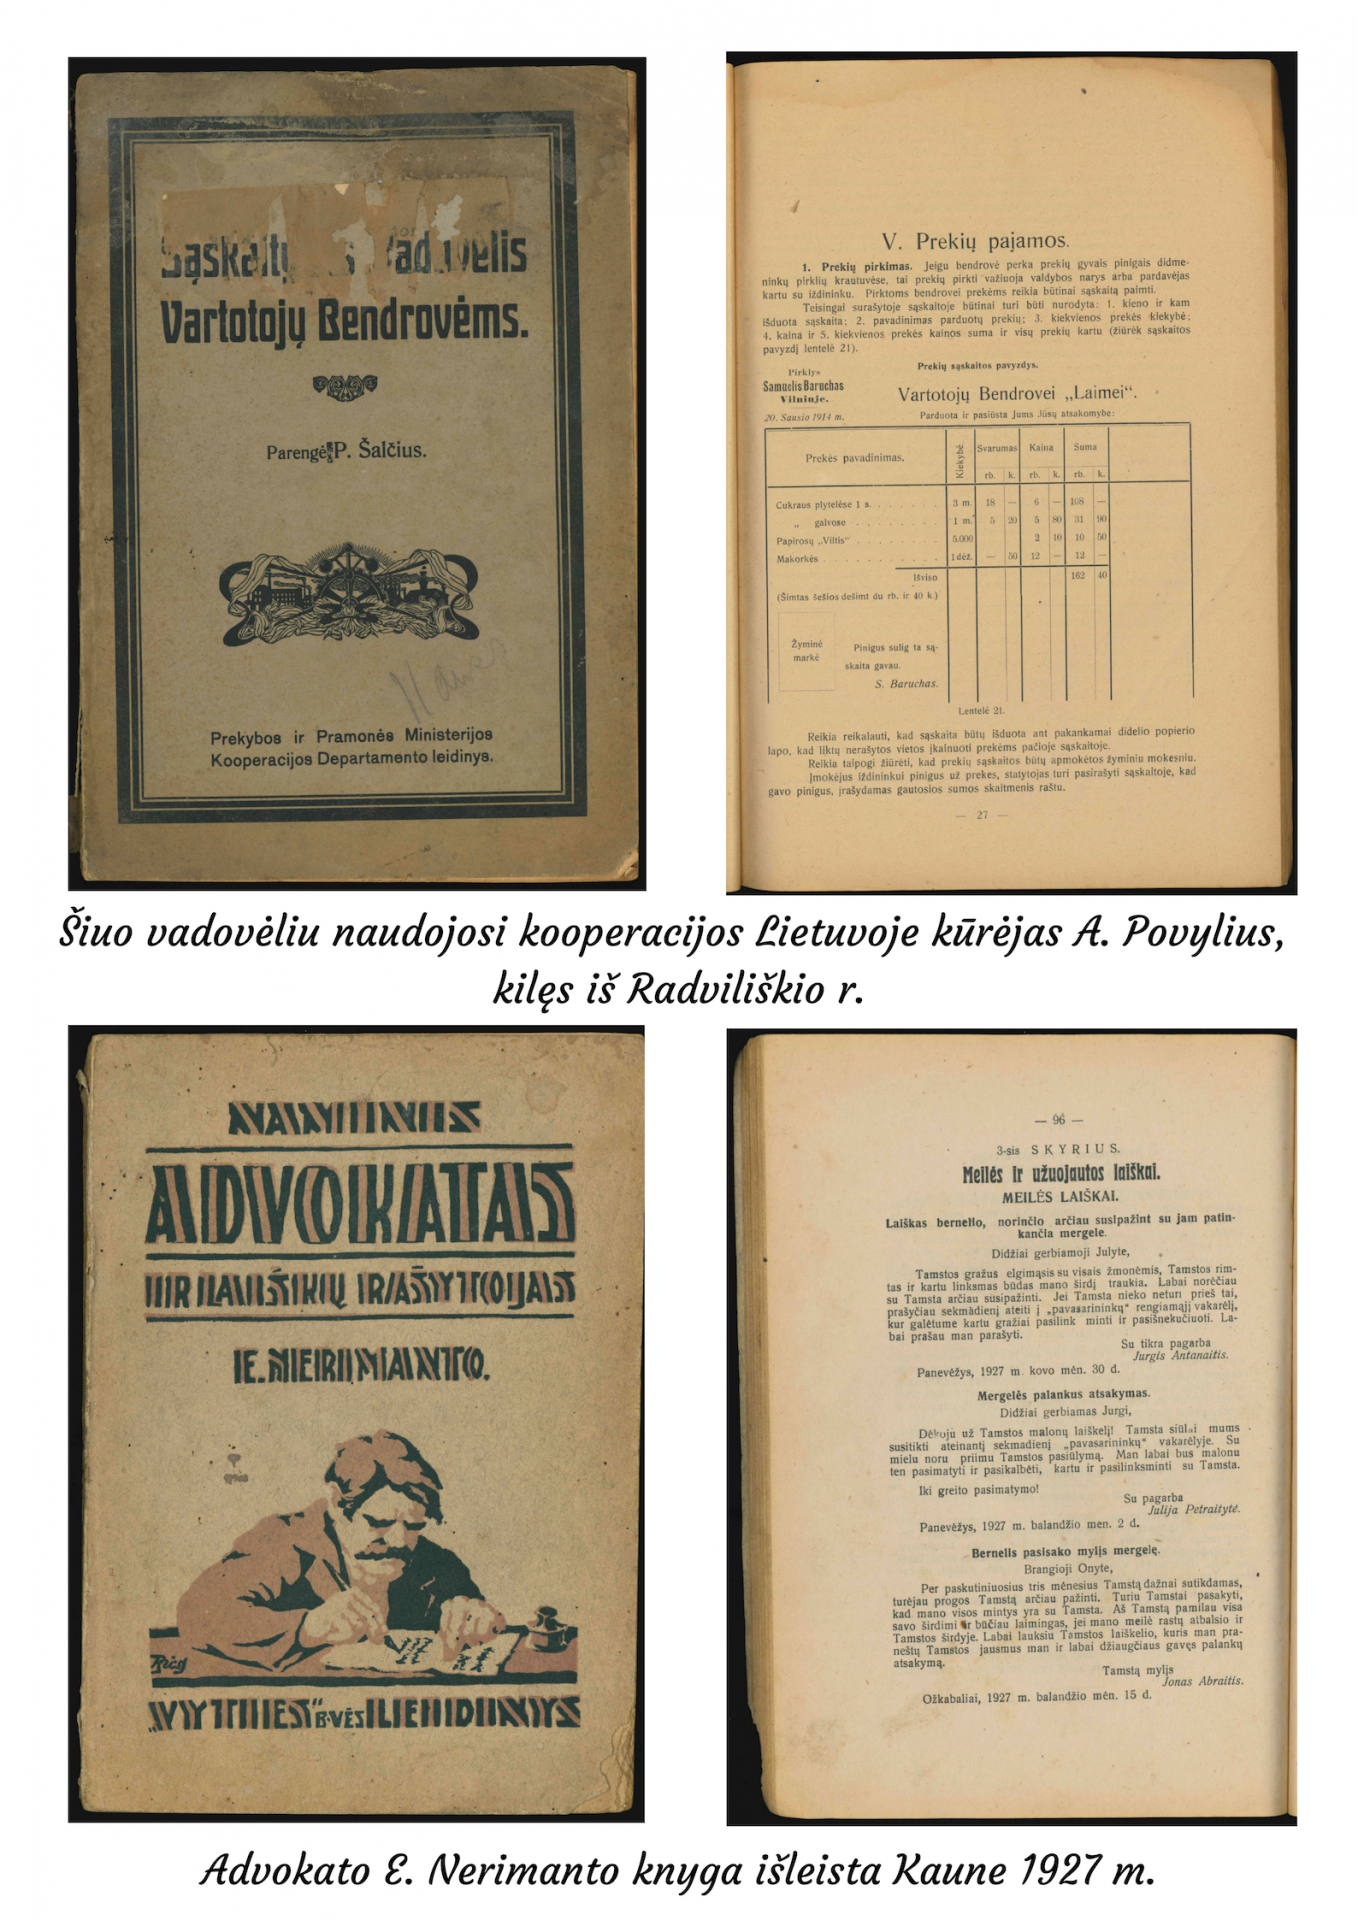 Vartotojų Bendrovėms.
Parengė P. Šalčius.
Prekybos ir Pramonės Ministerijos
Kooperacijos Departamento leidinys.
V. Prekių pajamos.
1. Prekių pirkimas. Jeigu bendrovė perka prekių gyvais pinigais didme-
ninkų pirklių krautuvėse, tai prekių pirkti važiuoja valdybos narys arba pardavėjas
kartu su iždininku. Pirktoms bendrovei prekėms reikia būtinai sąskaitą paimti.
Teisingai surašytoje sąskaitoje būtinai turi būti nurodyta: 1. kieno ir kam
išduota sąskaita; 2. pavadinimas parduotų prekių; 3. kiekvienos prekės kiekybė;
4. kaina ir 5. kiekvienos prekės kainos suma ir visų prekių kartu (žiūrėk sąskaitos
pavyzdį lentelė 21).
Prekių sąskaitos pavyzdys.
Pirklys
Samuelis Baruchas
Vilniuje.
20. Sausio 1914 m.
Vartotojų Bendrovei „Laimei“.
Parduota ir pasiūsta Jums Jūsų atsakomybe:
Prekės pavadinimas. Kiekybė Svarumas Kaina Suma
rb. k. rb. k. rb. k.
Cukraus plytelėse 1 s. 3 m. 18 — 6 — 108 —
„ galvose 1 m. 5 20 5 80 31 90
Papirosų „Viltis“ 5.000 2 10 10 50
Makorkės 1 dėž. — 50 12 — 12 —
Išviso 162 40
(Šimtas šešios dešimt du rb. ir 40 k.)
Žyminė
markė
Pinigus sulig ta są-
skaita gavau.
S. Baruchas.
Lentelė 21.
Reikia reikalauti, kad sąskaita būtų išduota ant pakankamai didelio popierio
lapo, kad liktų nerašytos vietos įkainuoti prekėms pačioje sąskaitoje.
Reikia taipogi žiūrėti, kad prekių sąskaitos būtų apmokėtos žyminiu mokesniu.
Įmokėjus iždininkui pinigus už prekes, statytojas turi pasirašyti sąskaitoje, kad
gavo pinigus, įrašydamas gautosios sumos skaitmenis raštu.
— 27 —
Šiuo vadovėliu naudojosi kooperacijos Lietuvoje kūrėjas A. Povylius,
kilęs iš Radviliškio r.
NAMINIS
ADVOKATAS
IR LAIŠKŲ RAŠYTOJAS
E. NERIMANTO.
„VYTIES“ B-VĖS LEIDINYS
— 96 —
3-sis SKYRIUS.
Meilės ir užuojautos laiškai.
MEILĖS LAIŠKAI.
Laiškas bernelio, norinčio arčiau susipažint su jam patin-
kančia mergele.
Didžiai gerbiamoji Julyte,
Tamstos gražus elgimąsis su visais žmonėmis, Tamstos rim-
tas ir kartu linksmas būdas mano širdį traukia. Labai norėčiau
su Tamsta arčiau susipažinti. Jei Tamsta nieko neturi prieš tai,
prašyčiau sekmadienį ateiti į „pavasarininkų“ rengiamąjį vakarėlį,
kur galėtume kartu gražiai pasilink minti ir pasišnekučiuoti. La-
bai prašau man parašyti.
Su tikra pagarba
Jurgis Antanaitis.
Panevėžys, 1927 m. kovo mėn. 30 d.
Mergelės palankus atsakymas.
Didžiai gerbiamas Jurgi,
Dėkoju už Tamstos malonų laiškelį! Tamsta siūlai mums
susitikti ateinantį sekmadienį „pavasarininkų“ vakarėlyje. Su
mielu noru priimu Tamstos pasiūlymą. Man labai bus malonu
ten pasimatyti ir pasikalbėti, kartu ir pasilinksminti su Tamsta.
Iki greito pasimatymo!
Su pagarba
Julija Petraitytė.
Panevėžys, 1927 m. balandžio men. 2 d.
Bernelis pasisako mylįs mergelę.
Brangioji Onyte,
Per paskutiniuosius tris mėnesius Tamstą dažnai sutikdamas,
turėjau progos Tamstą arčiau pažinti. Turiu Tamstai pasakyti,
kad mano visos mintys yra su Tamsta. Aš Tamstą pamilau visa
savo širdimi ir būčiau laimingas, jei mano meilė rastų atbalsio ir
Tamstos širdyje. Labai lauksiu Tamstos laiškelio, kuris man pra-
neštų Tamstos jausmus man ir labai džiaugčiaus gavęs palankų
atsakymą.
Tamstą mylįs
Jonas Abraitis.
Ožkabaliai, 1927 m. balandžio mėn. 15 d.
Advokato E. Nerimanto knyga išleista Kaune 1927 m.